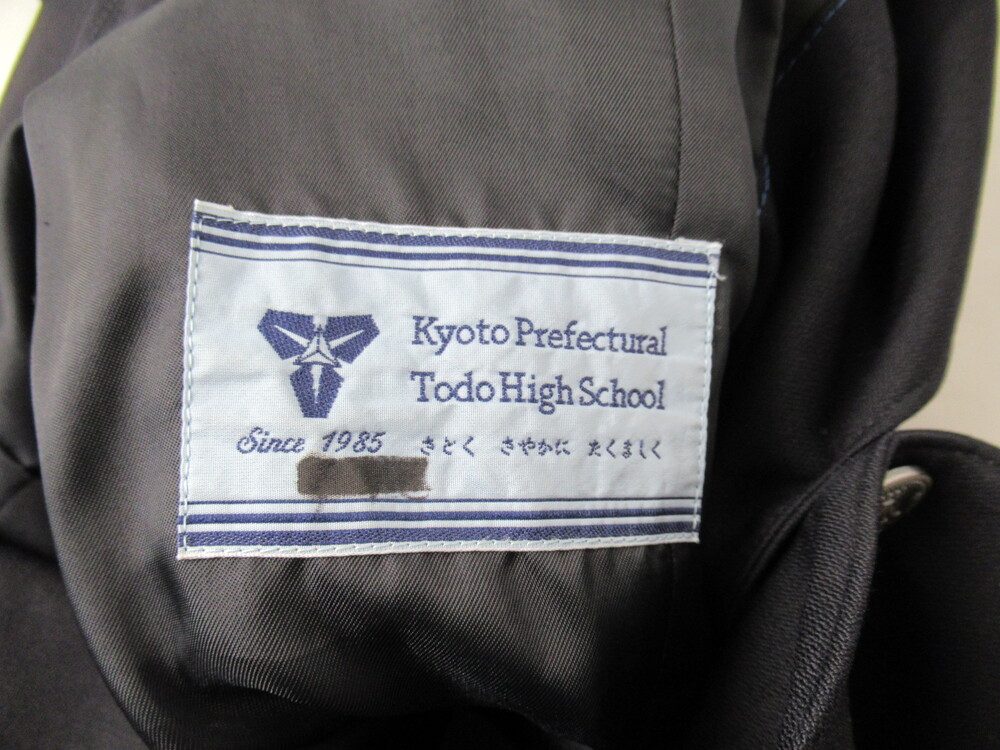 Kyoto Prefectural
Todo High School
Since 1985 さとく さやかに たくましく